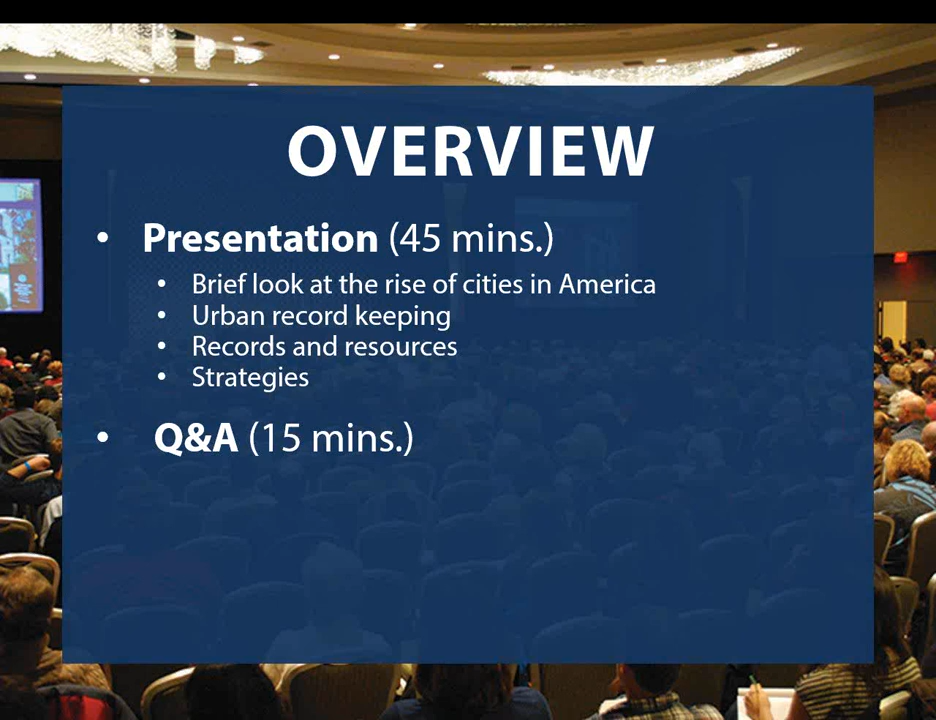 OVERVIEW
• Presentation (45 mins.)
• Brief look at the rise of cities in America
• Urban record keeping
• Records and resources
• Strategies
• Q&A (15 mins.)